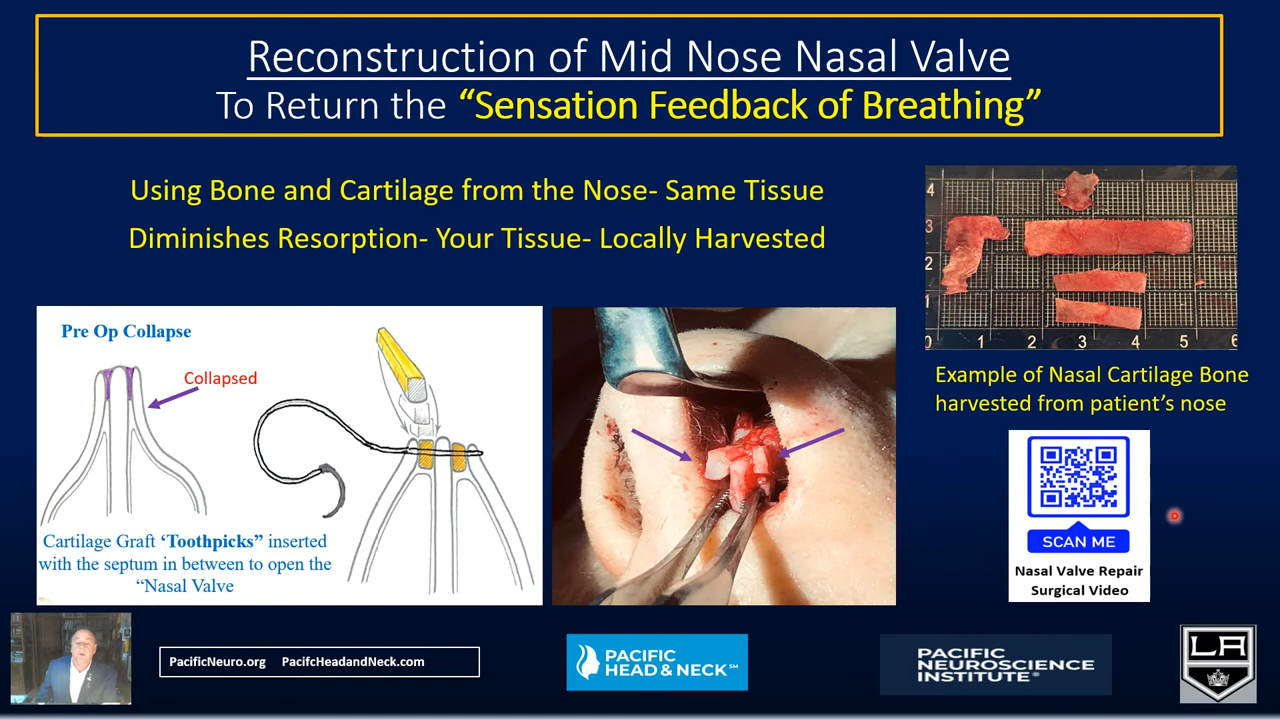 Reconstruction of Mid Nose Nasal Valve
To Return the “Sensation Feedback of Breathing”
Using Bone and Cartilage from the Nose- Same Tissue
Diminishes Resorption- Your Tissue- Locally Harvested
Pre Op Collapse
Collapsed
Cartilage Graft ‘Toothpicks” inserted
with the septum in between to open the
“Nasal Valve
4
3
2
1
0 1 2 3 4 5 6
Example of Nasal Cartilage Bone
harvested from patient’s nose
SCAN ME
Nasal Valve Repair
Surgical Video
PacificNeuro.org PacifcHeadandNeck.com
PACIFIC
HEAD & NECK SM
PACIFIC
NEUROSCIENCE
INSTITUTE®
LA